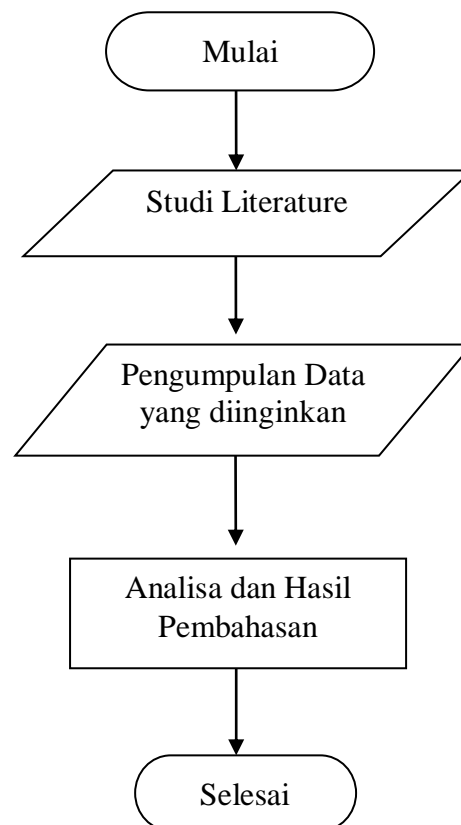 Mulai
Studi Literature
Pengumpulan Data
yang diinginkan
Analisa dan Hasil
Pembahasan
Selesai